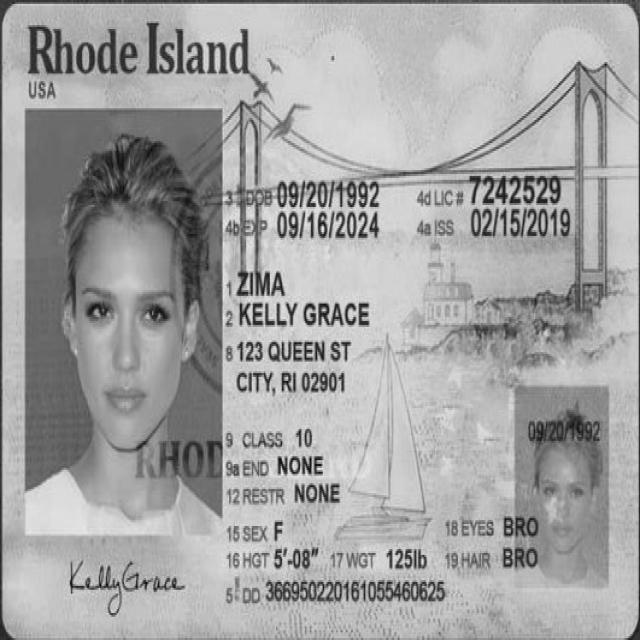 Rhode Island
USA
3 DOB 09/20/1992 4d LIC # 7242529
4b EXP 09/16/2024 4a ISS 02/15/2019
1 ZIMA
2 KELLY GRACE
8 123 QUEEN ST
CITY, RI 02901
09/20/1992
RHOD
9 CLASS 10
9a END NONE
12 RESTR NONE
15 SEX F 18 EYES BRO
16 HGT 5'-08" 17 WGT 125lb 19 HAIR BRO
5 DD 366950220161055460625
Kelly Grace